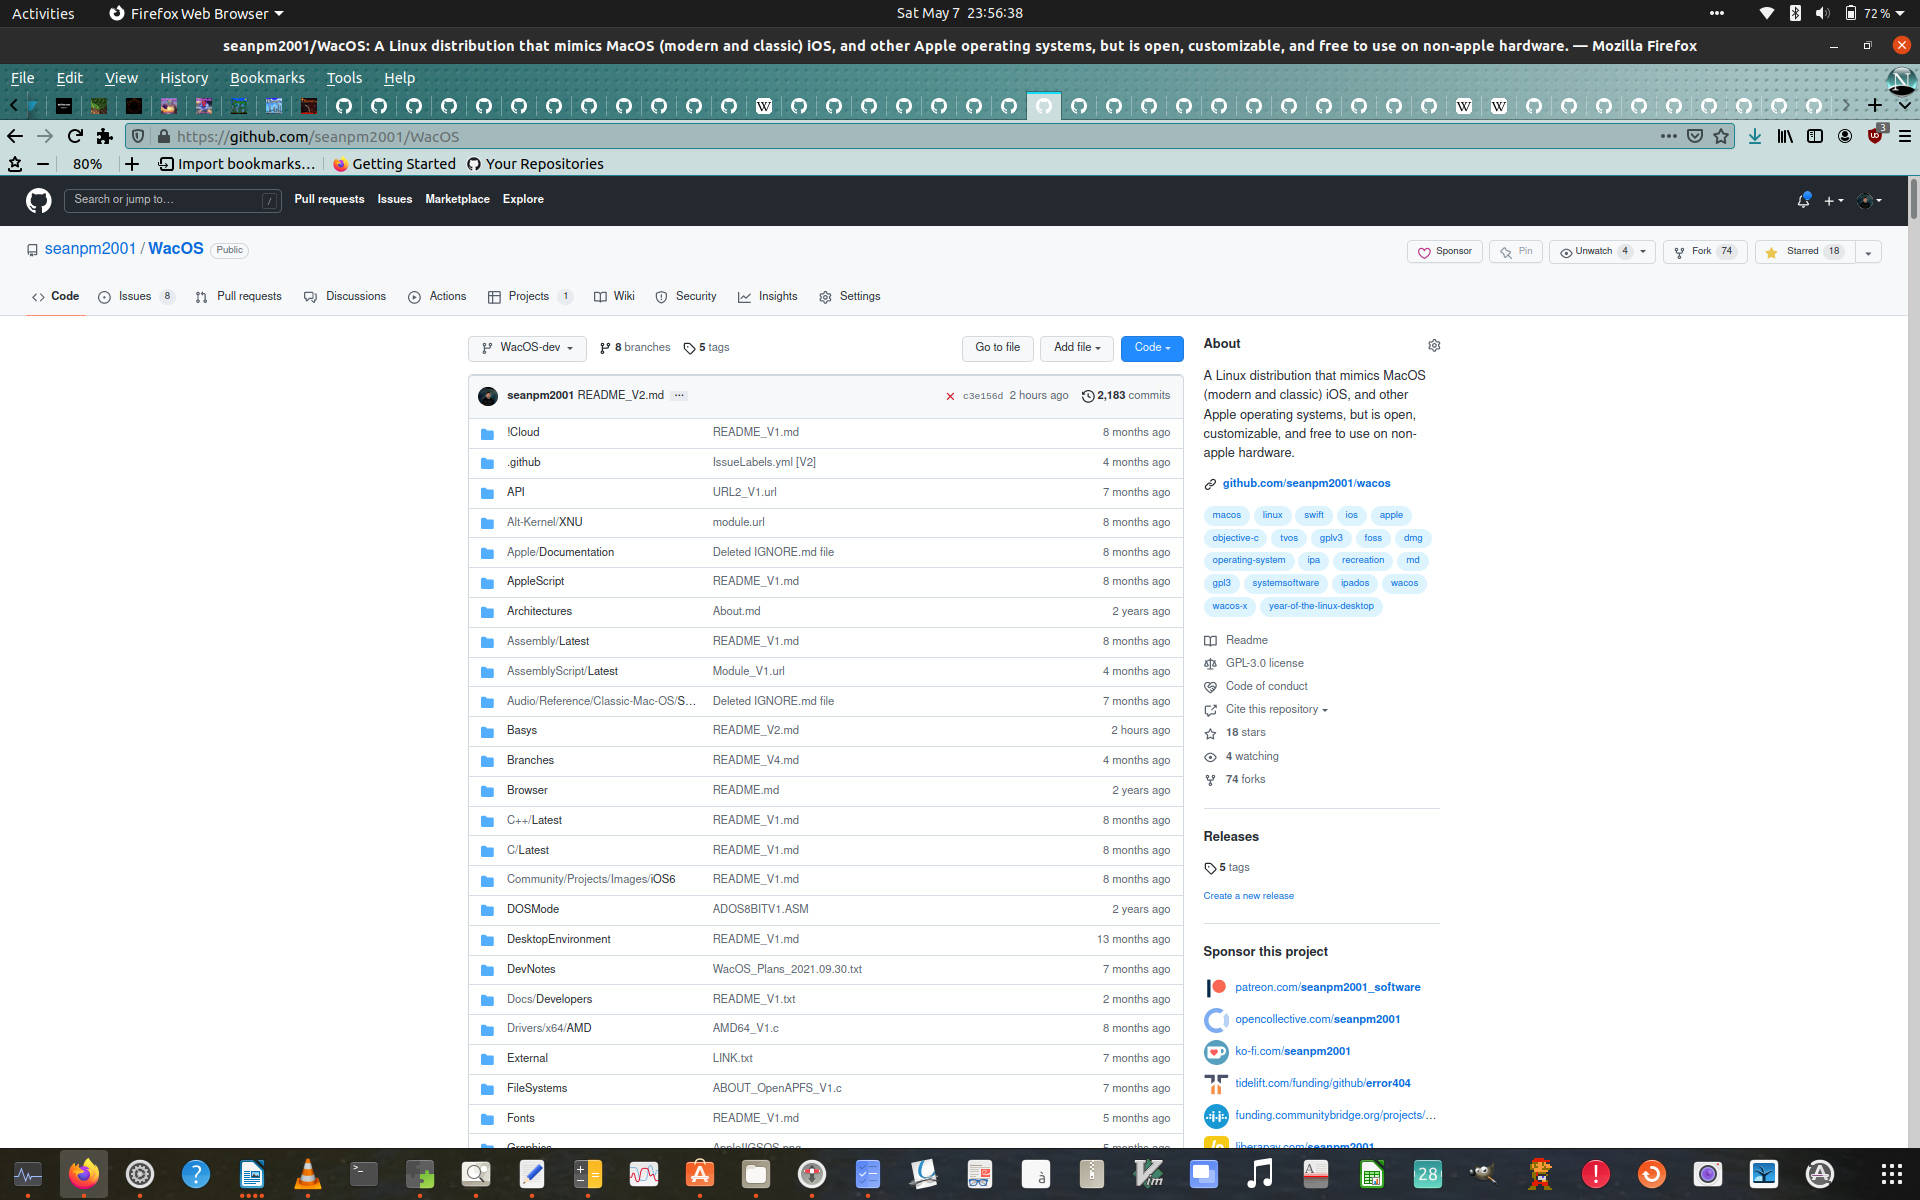 Activities Firefox Web Browser Sat May 7 23:56:38 72 %
seanpm2001/WacOS: A Linux distribution that mimics MacOS (modern and classic) iOS, and other Apple operating systems, but is open, customizable, and free to use on non-apple hardware. — Mozilla Firefox
File Edit View History Bookmarks Tools Help
https://github.com/seanpm2001/WacOS 3
80% Import bookmarks... Getting Started Your Repositories
Search or jump to... / Pull requests Issues Marketplace Explore
seanpm2001 / WacOS Public Sponsor Pin Unwatch 4 Fork 74 Starred 18
Code Issues 8 Pull requests Discussions Actions Projects 1 Wiki Security Insights Settings
WacOS-dev 8 branches 5 tags Go to file Add file Code
seanpm2001 README_V2.md ... c3e156d 2 hours ago 2,183 commits
!Cloud README_V1.md 8 months ago
.github IssueLabels.yml [V2] 4 months ago
API URL2_V1.url 7 months ago
Alt-Kernel/XNU module.url 8 months ago
Apple/Documentation Deleted IGNORE.md file 8 months ago
AppleScript README_V1.md 8 months ago
Architectures About.md 2 years ago
Assembly/Latest README_V1.md 8 months ago
AssemblyScript/Latest Module_V1.url 4 months ago
Audio/Reference/Classic-Mac-OS/S... Deleted IGNORE.md file 7 months ago
Basys README_V2.md 2 hours ago
Branches README_V4.md 4 months ago
Browser README.md 2 years ago
C++/Latest README_V1.md 8 months ago
C/Latest README_V1.md 8 months ago
Community/Projects/Images/iOS6 README_V1.md 8 months ago
DOSMode ADOS8BITV1.ASM 2 years ago
DesktopEnvironment README_V1.md 13 months ago
DevNotes WacOS_Plans_2021.09.30.txt 7 months ago
Docs/Developers README_V1.txt 2 months ago
Drivers/x64/AMD AMD64_V1.c 8 months ago
External LINK.txt 7 months ago
FileSystems ABOUT_OpenAPFS_V1.c 7 months ago
Fonts README_V1.md 5 months ago
Graphics AppleIIGSOS.png 5 months ago
About
A Linux distribution that mimics MacOS
(modern and classic) iOS, and other
Apple operating systems, but is open,
customizable, and free to use on non-
apple hardware.
github.com/seanpm2001/wacos
macos linux swift ios apple
objective-c tvos gplv3 foss dmg
operating-system ipa recreation md
gpl3 systemsoftware ipados wacos
wacos-x year-of-the-linux-desktop
Readme
GPL-3.0 license
Code of conduct
Cite this repository
18 stars
4 watching
74 forks
Releases
5 tags
Create a new release
Sponsor this project
patreon.com/seanpm2001_software
opencollective.com/seanpm2001
ko-fi.com/seanpm2001
tidelift.com/funding/github/error404
funding.communitybridge.org/projects/...
liberapay.com/seanpm2001
28